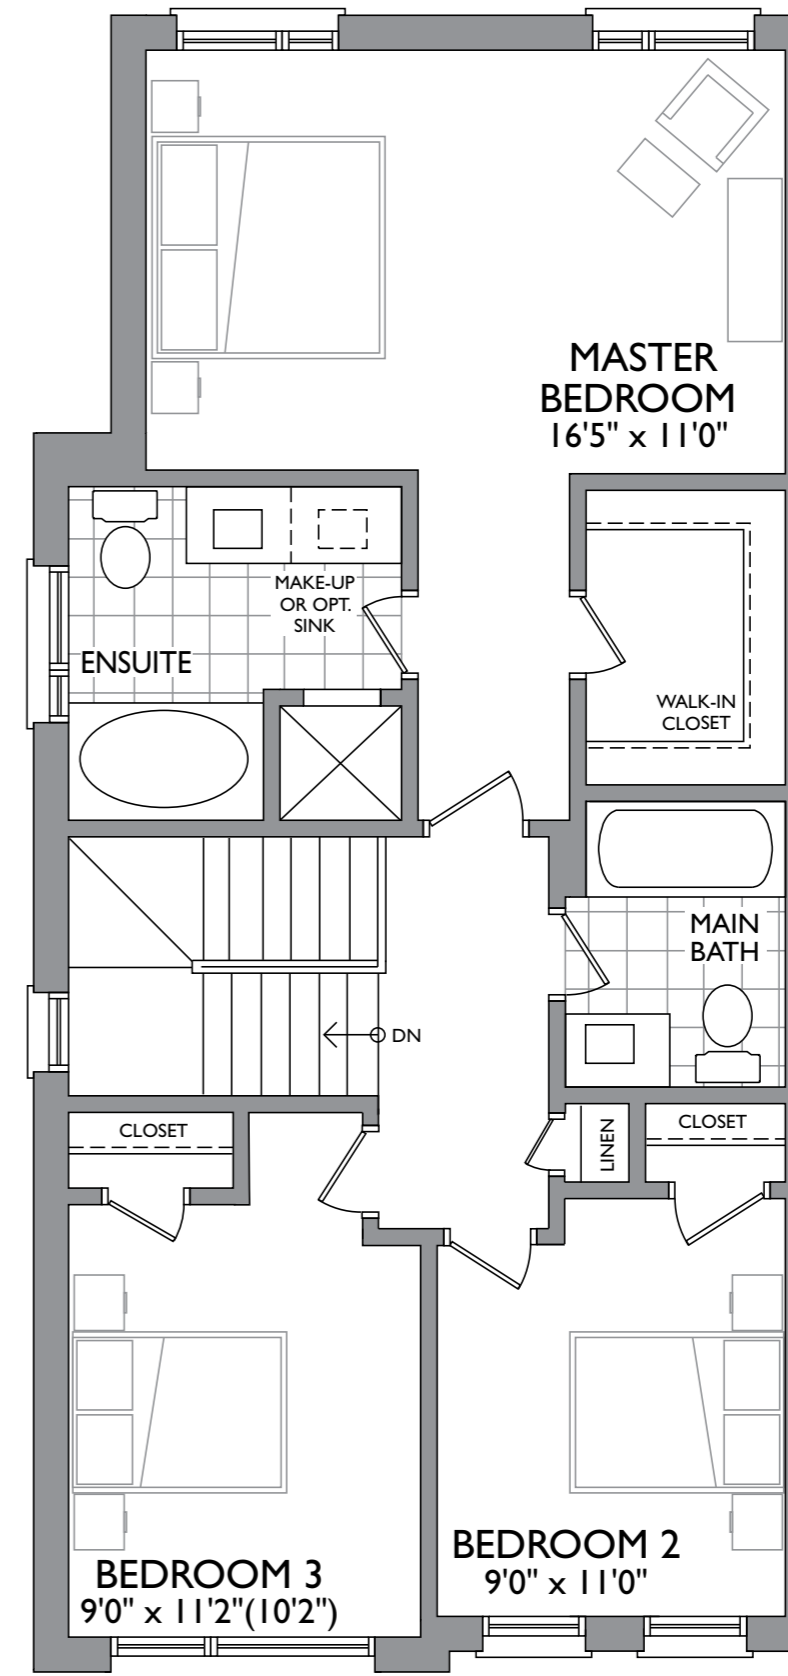 MASTER
BEDROOM
16'5" x 11'0"
MAKE-UP
OR OPT.
SINK
ENSUITE
WALK-IN
CLOSET
MAIN
BATH
DN
CLOSET
LINEN
CLOSET
BEDROOM 3
9'0" x 11'2"(10'2")
BEDROOM 2
9'0" x 11'0"